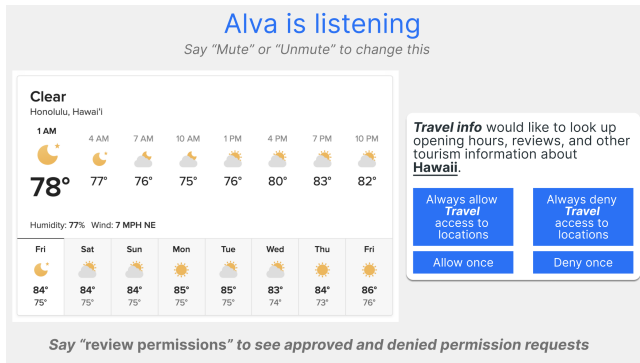 Alva is listening
Say “Mute” or “Unmute” to change this
Clear
Honolulu, Hawai'i
1 AM 4 AM 7 AM 10 AM 1 PM 4 PM 7 PM 10 PM
78° 77° 76° 75° 76° 80° 83° 82°
Humidity: 77% Wind: 7 MPH NE
Fri Sat Sun Mon Tue Wed Thu Fri
84° 84° 84° 85° 85° 83° 84° 86°
75° 75° 75° 75° 75° 74° 73° 76°
Travel info would like to look up
opening hours, reviews, and other
tourism information about
Hawaii.
Always allow
Travel
access to
locations
Always deny
Travel
access to
locations
Allow once
Deny once
Say “review permissions” to see approved and denied permission requests